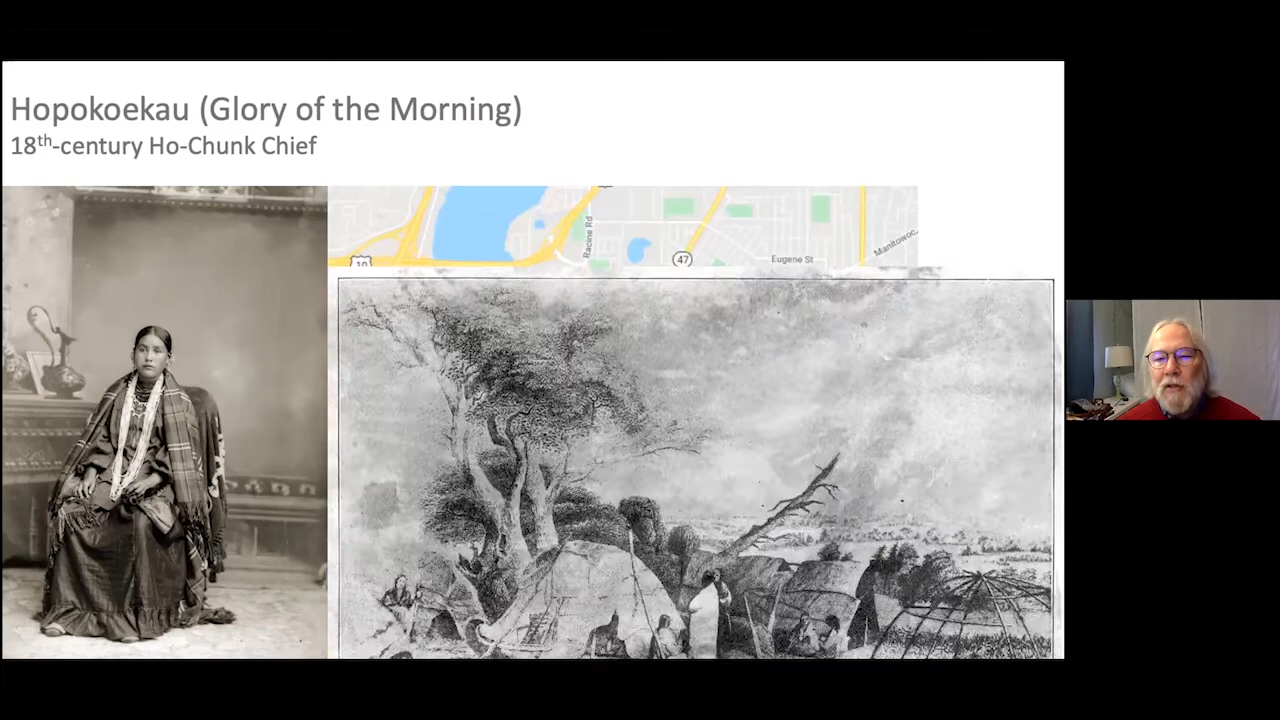 Hopokoekau (Glory of the Morning)
18th-century Ho-Chunk Chief
Racine Rd
10
47
Eugene St
Manitowoc